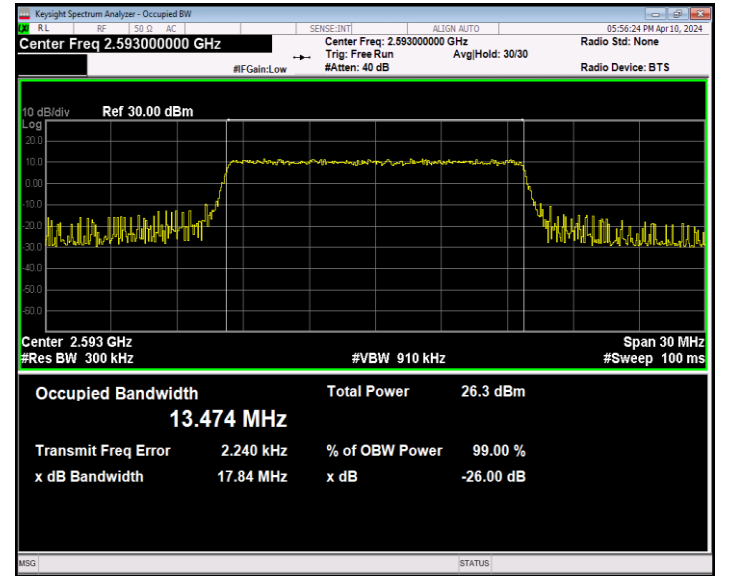 Keysight Spectrum Analyzer - Occupied BW
RL RF 50 Ω AC SENSE:INT ALIGN AUTO 05:56:24 PM Apr 10, 2024
Center Freq 2.593000000 GHz Center Freq: 2.593000000 GHz Radio Std: None
Trig: Free Run Avg|Hold: 30/30
#IFGain:Low #Atten: 40 dB Radio Device: BTS
10 dB/div Ref 30.00 dBm
Log
20.0
10.0
0.00
-10.0
-20.0
-30.0
-40.0
-50.0
-60.0
Center 2.593 GHz Span 30 MHz
#Res BW 300 kHz #VBW 910 kHz #Sweep 100 ms
Occupied Bandwidth Total Power 26.3 dBm
13.474 MHz
Transmit Freq Error 2.240 kHz % of OBW Power 99.00 %
x dB Bandwidth 17.84 MHz x dB -26.00 dB
MSG STATUS